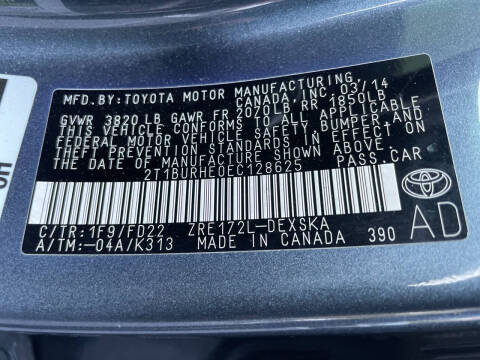 MFD.BY:TOYOTA MOTOR MANUFACTURING,
CANADA,INC. 03/14
GVWR 3820 LB GAWR FR 2070LB RR 1850LB
THIS VEHICLE CONFORMS TO ALL APPLICABLE
FEDERAL MOTOR VEHICLE SAFETY, BUMPER, AND
THEFT PREVENTION STANDARDS IN EFFECT ON
THE DATE OF MANUFACTURE SHOWN ABOVE.
2T1BURHE0EC128625 PASS.CAR
C/TR:1F9/FD22 ZRE172L-DEXSKA
A/TM:-04A/K313 MADE IN CANADA 390
TOYOTA
AD